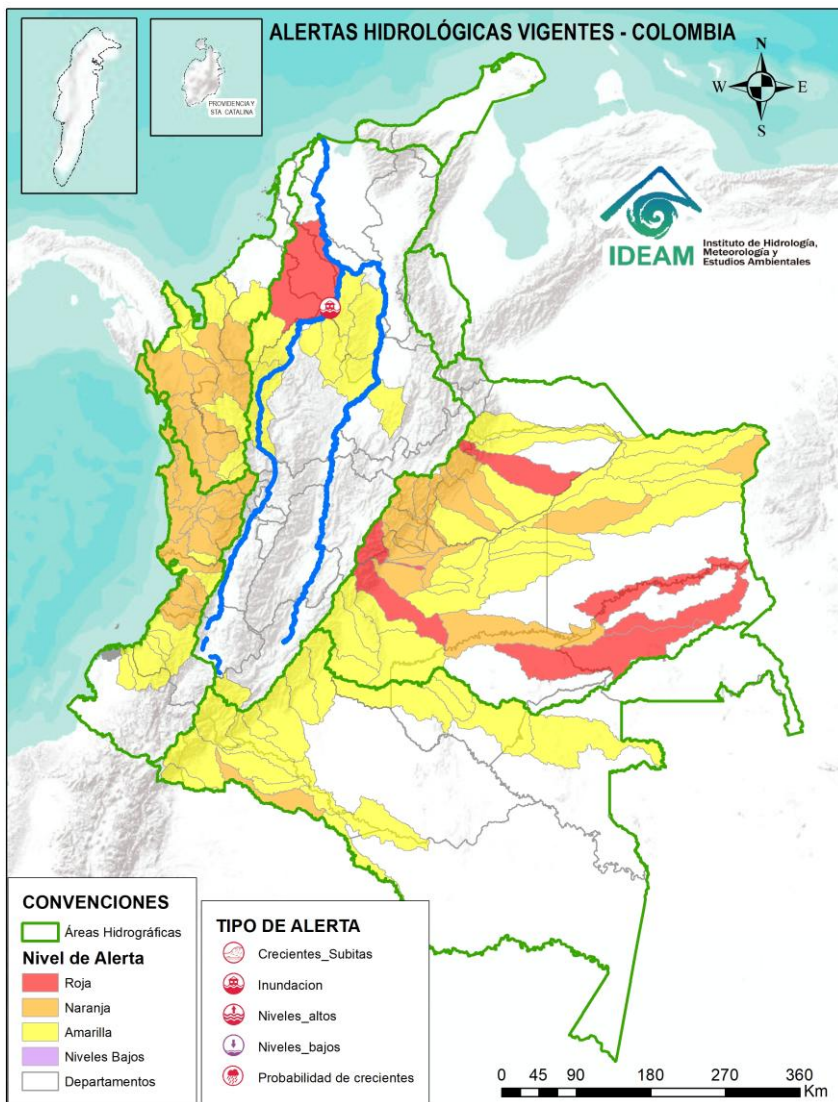 ALERTAS HIDROLÓGICAS VIGENTES - COLOMBIA
PROVIDENCIA Y
STA. CATALINA
N
W
E
S
IDEAM
Instituto de Hidrología,
Meteorología y
Estudios Ambientales
CONVENCIONES
Áreas Hidrográficas
Nivel de Alerta
Roja
Naranja
Amarilla
Niveles Bajos
Departamentos
TIPO DE ALERTA
Crecientes_Subitas
Inundacion
Niveles_altos
Niveles_bajos
Probabilidad de crecientes
0 45 90 180 270 360
Km